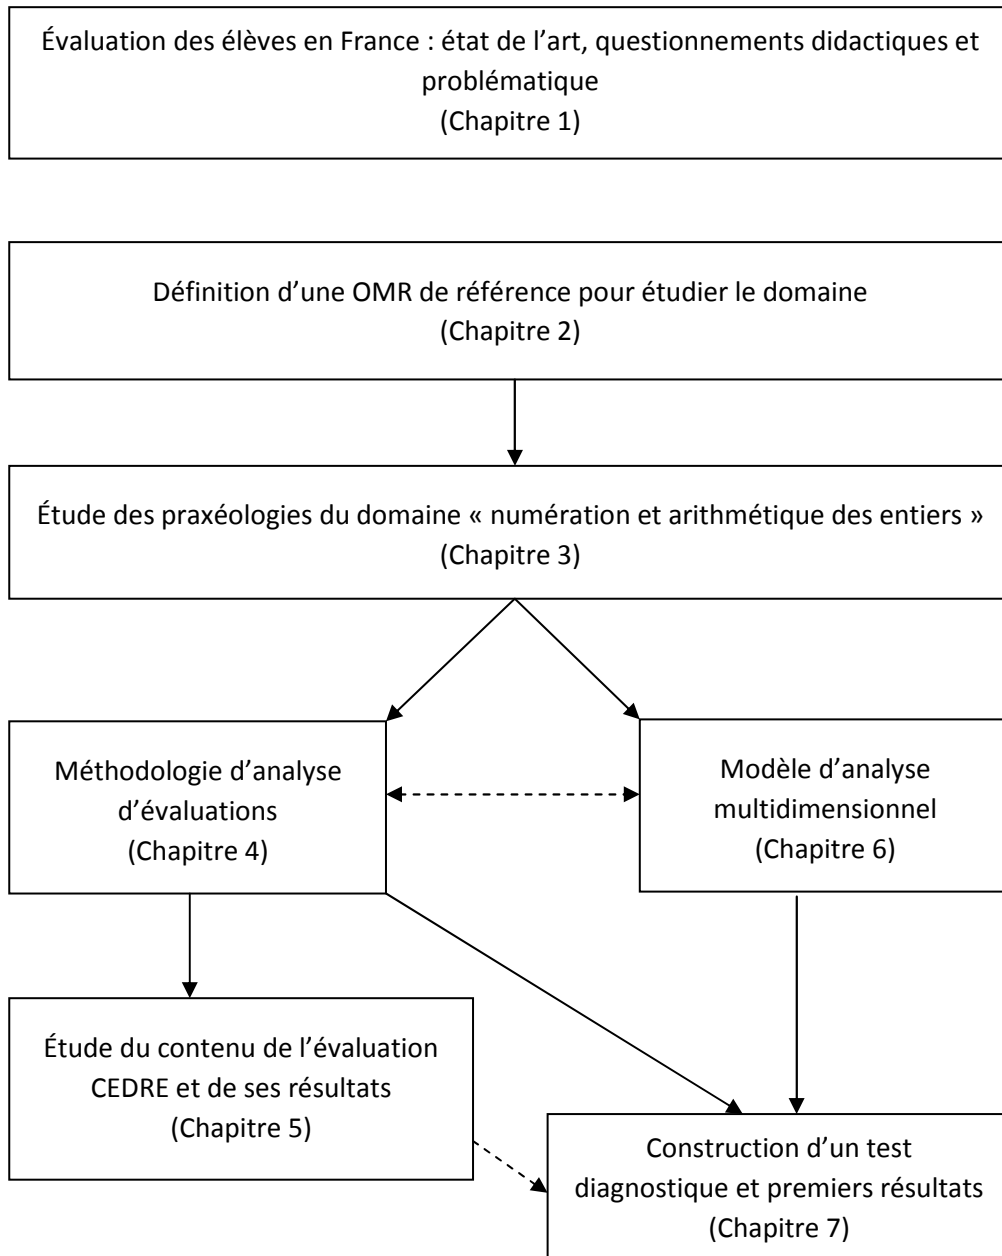 Évaluation des élèves en France : état de l’art, questionnements didactiques et
problématique
(Chapitre 1)
Définition d’une OMR de référence pour étudier le domaine
(Chapitre 2)
Étude des praxéologies du domaine « numération et arithmétique des entiers »
(Chapitre 3)
Méthodologie d’analyse
d’évaluations
(Chapitre 4)
Modèle d’analyse
multidimensionnel
(Chapitre 6)
Étude du contenu de l’évaluation
CEDRE et de ses résultats
(Chapitre 5)
Construction d’un test
diagnostique et premiers résultats
(Chapitre 7)